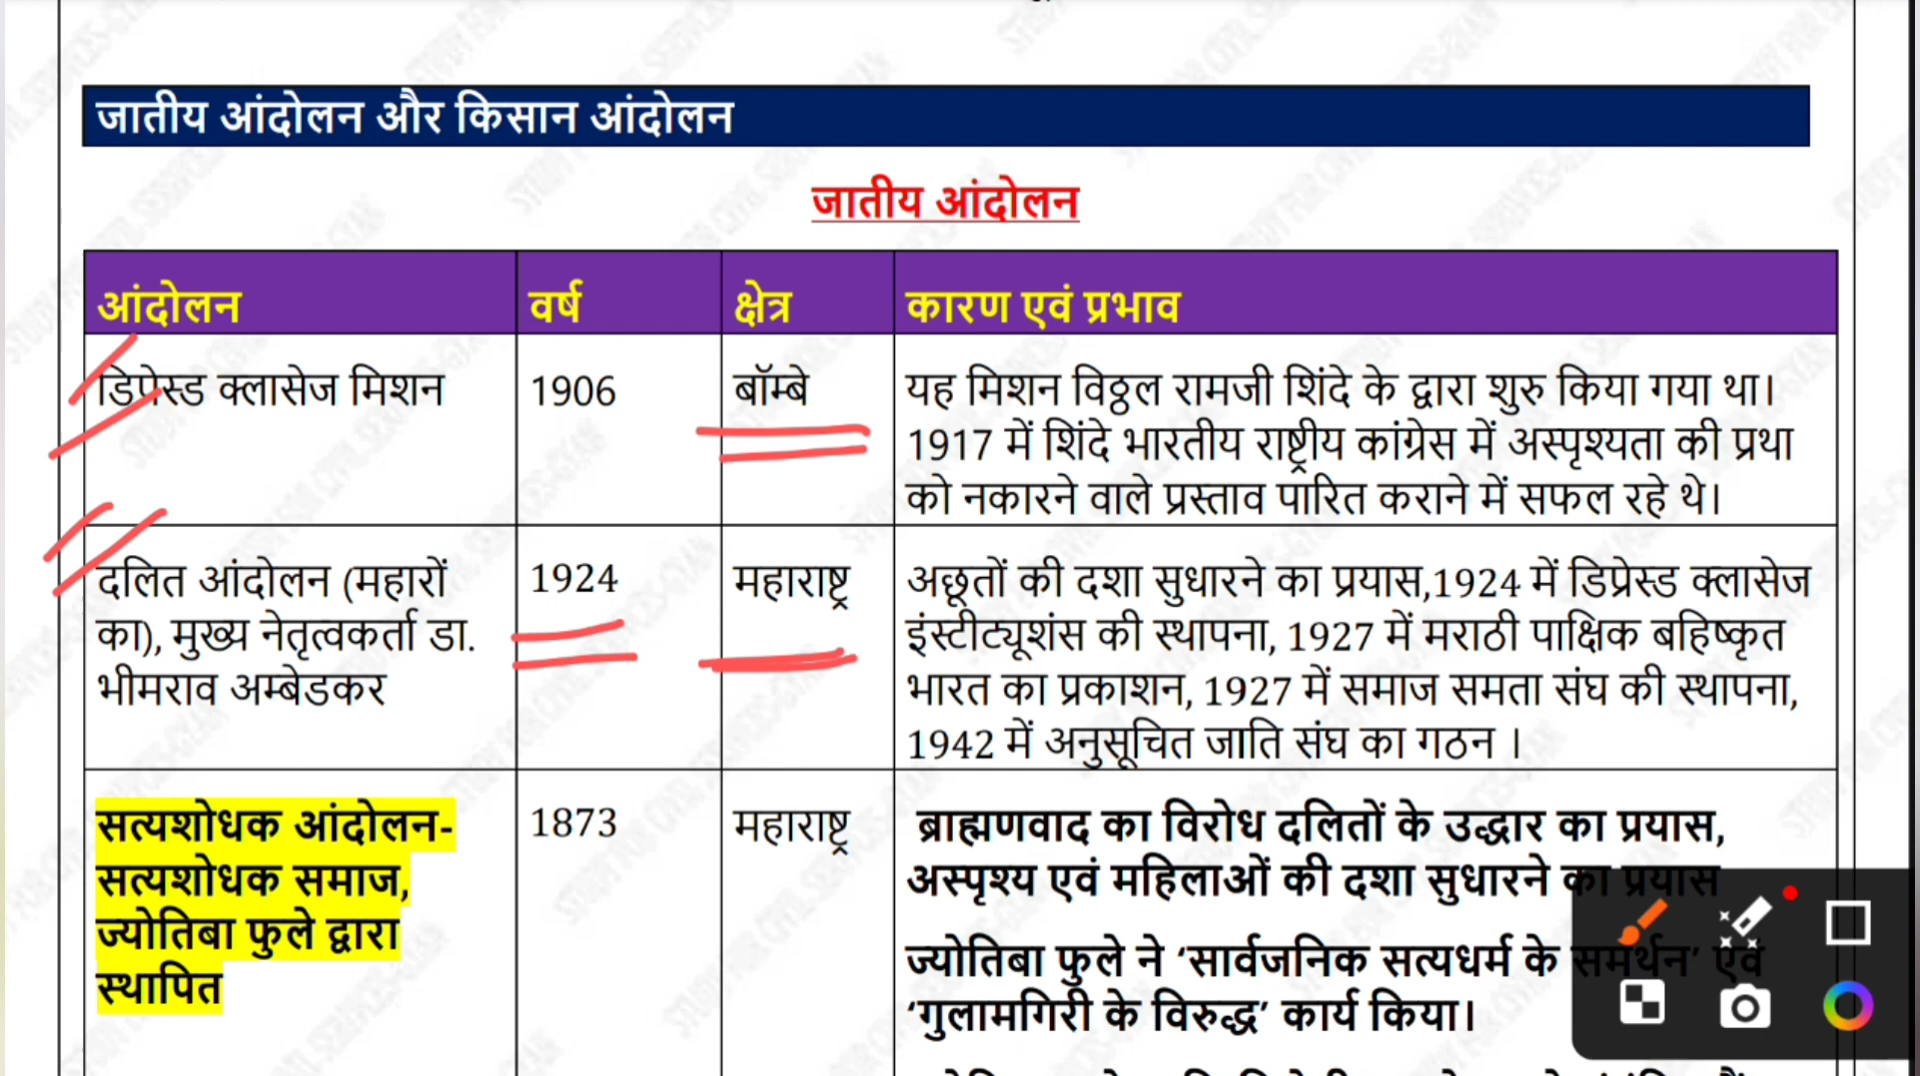 जातीय आंदोलन और किसान आंदोलन
जातीय आंदोलन
आंदोलन वर्ष क्षेत्र कारण एवं प्रभाव
डिप्रेस्ड क्लासेज मिशन 1906 बॉम्बे यह मिशन विठ्ठल रामजी शिंदे के द्वारा शुरु किया गया था।
1917 में शिंदे भारतीय राष्ट्रीय कांग्रेस में अस्पृश्यता की प्रथा
को नकारने वाले प्रस्ताव पारित कराने में सफल रहे थे।
दलित आंदोलन (महारों 1924 महाराष्ट्र अछूतों की दशा सुधारने का प्रयास,1924 में डिप्रेस्ड क्लासेज
का), मुख्य नेतृत्वकर्ता डा. इंस्टीट्यूशंस की स्थापना, 1927 में मराठी पाक्षिक बहिष्कृत
भीमराव अम्बेडकर भारत का प्रकाशन, 1927 में समाज समता संघ की स्थापना,
1942 में अनुसूचित जाति संघ का गठन ।
सत्यशोधक आंदोलन- 1873 महाराष्ट्र ब्राह्मणवाद का विरोध दलितों के उद्धार का प्रयास,
सत्यशोधक समाज, अस्पृश्य एवं महिलाओं की दशा सुधारने का प्रयास
ज्योतिबा फुले द्वारा ज्योतिबा फुले ने ‘सार्वजनिक सत्यधर्म के समर्थन’ एवं
स्थापित ‘गुलामगिरी के विरुद्ध’ कार्य किया।